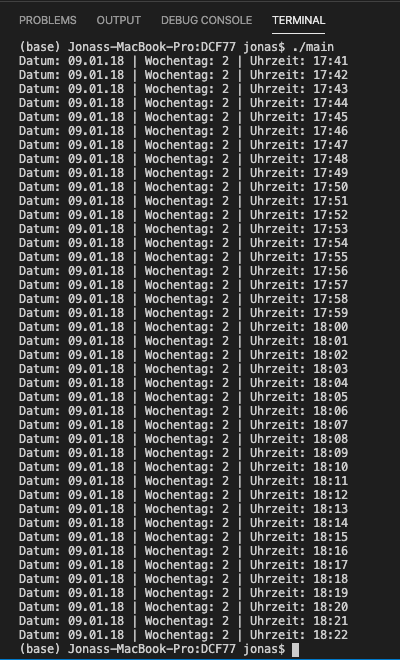 PROBLEMS OUTPUT DEBUG CONSOLE TERMINAL
(base) Jonass-MacBook-Pro:DCF77 jonas$ ./main
Datum: 09.01.18 | Wochentag: 2 | Uhrzeit: 17:41
Datum: 09.01.18 | Wochentag: 2 | Uhrzeit: 17:42
Datum: 09.01.18 | Wochentag: 2 | Uhrzeit: 17:43
Datum: 09.01.18 | Wochentag: 2 | Uhrzeit: 17:44
Datum: 09.01.18 | Wochentag: 2 | Uhrzeit: 17:45
Datum: 09.01.18 | Wochentag: 2 | Uhrzeit: 17:46
Datum: 09.01.18 | Wochentag: 2 | Uhrzeit: 17:47
Datum: 09.01.18 | Wochentag: 2 | Uhrzeit: 17:48
Datum: 09.01.18 | Wochentag: 2 | Uhrzeit: 17:49
Datum: 09.01.18 | Wochentag: 2 | Uhrzeit: 17:50
Datum: 09.01.18 | Wochentag: 2 | Uhrzeit: 17:51
Datum: 09.01.18 | Wochentag: 2 | Uhrzeit: 17:52
Datum: 09.01.18 | Wochentag: 2 | Uhrzeit: 17:53
Datum: 09.01.18 | Wochentag: 2 | Uhrzeit: 17:54
Datum: 09.01.18 | Wochentag: 2 | Uhrzeit: 17:55
Datum: 09.01.18 | Wochentag: 2 | Uhrzeit: 17:56
Datum: 09.01.18 | Wochentag: 2 | Uhrzeit: 17:57
Datum: 09.01.18 | Wochentag: 2 | Uhrzeit: 17:58
Datum: 09.01.18 | Wochentag: 2 | Uhrzeit: 17:59
Datum: 09.01.18 | Wochentag: 2 | Uhrzeit: 18:00
Datum: 09.01.18 | Wochentag: 2 | Uhrzeit: 18:01
Datum: 09.01.18 | Wochentag: 2 | Uhrzeit: 18:02
Datum: 09.01.18 | Wochentag: 2 | Uhrzeit: 18:03
Datum: 09.01.18 | Wochentag: 2 | Uhrzeit: 18:04
Datum: 09.01.18 | Wochentag: 2 | Uhrzeit: 18:05
Datum: 09.01.18 | Wochentag: 2 | Uhrzeit: 18:06
Datum: 09.01.18 | Wochentag: 2 | Uhrzeit: 18:07
Datum: 09.01.18 | Wochentag: 2 | Uhrzeit: 18:08
Datum: 09.01.18 | Wochentag: 2 | Uhrzeit: 18:09
Datum: 09.01.18 | Wochentag: 2 | Uhrzeit: 18:10
Datum: 09.01.18 | Wochentag: 2 | Uhrzeit: 18:11
Datum: 09.01.18 | Wochentag: 2 | Uhrzeit: 18:12
Datum: 09.01.18 | Wochentag: 2 | Uhrzeit: 18:13
Datum: 09.01.18 | Wochentag: 2 | Uhrzeit: 18:14
Datum: 09.01.18 | Wochentag: 2 | Uhrzeit: 18:15
Datum: 09.01.18 | Wochentag: 2 | Uhrzeit: 18:16
Datum: 09.01.18 | Wochentag: 2 | Uhrzeit: 18:17
Datum: 09.01.18 | Wochentag: 2 | Uhrzeit: 18:18
Datum: 09.01.18 | Wochentag: 2 | Uhrzeit: 18:19
Datum: 09.01.18 | Wochentag: 2 | Uhrzeit: 18:20
Datum: 09.01.18 | Wochentag: 2 | Uhrzeit: 18:21
Datum: 09.01.18 | Wochentag: 2 | Uhrzeit: 18:22
(base) Jonass-MacBook-Pro:DCF77 jonas$